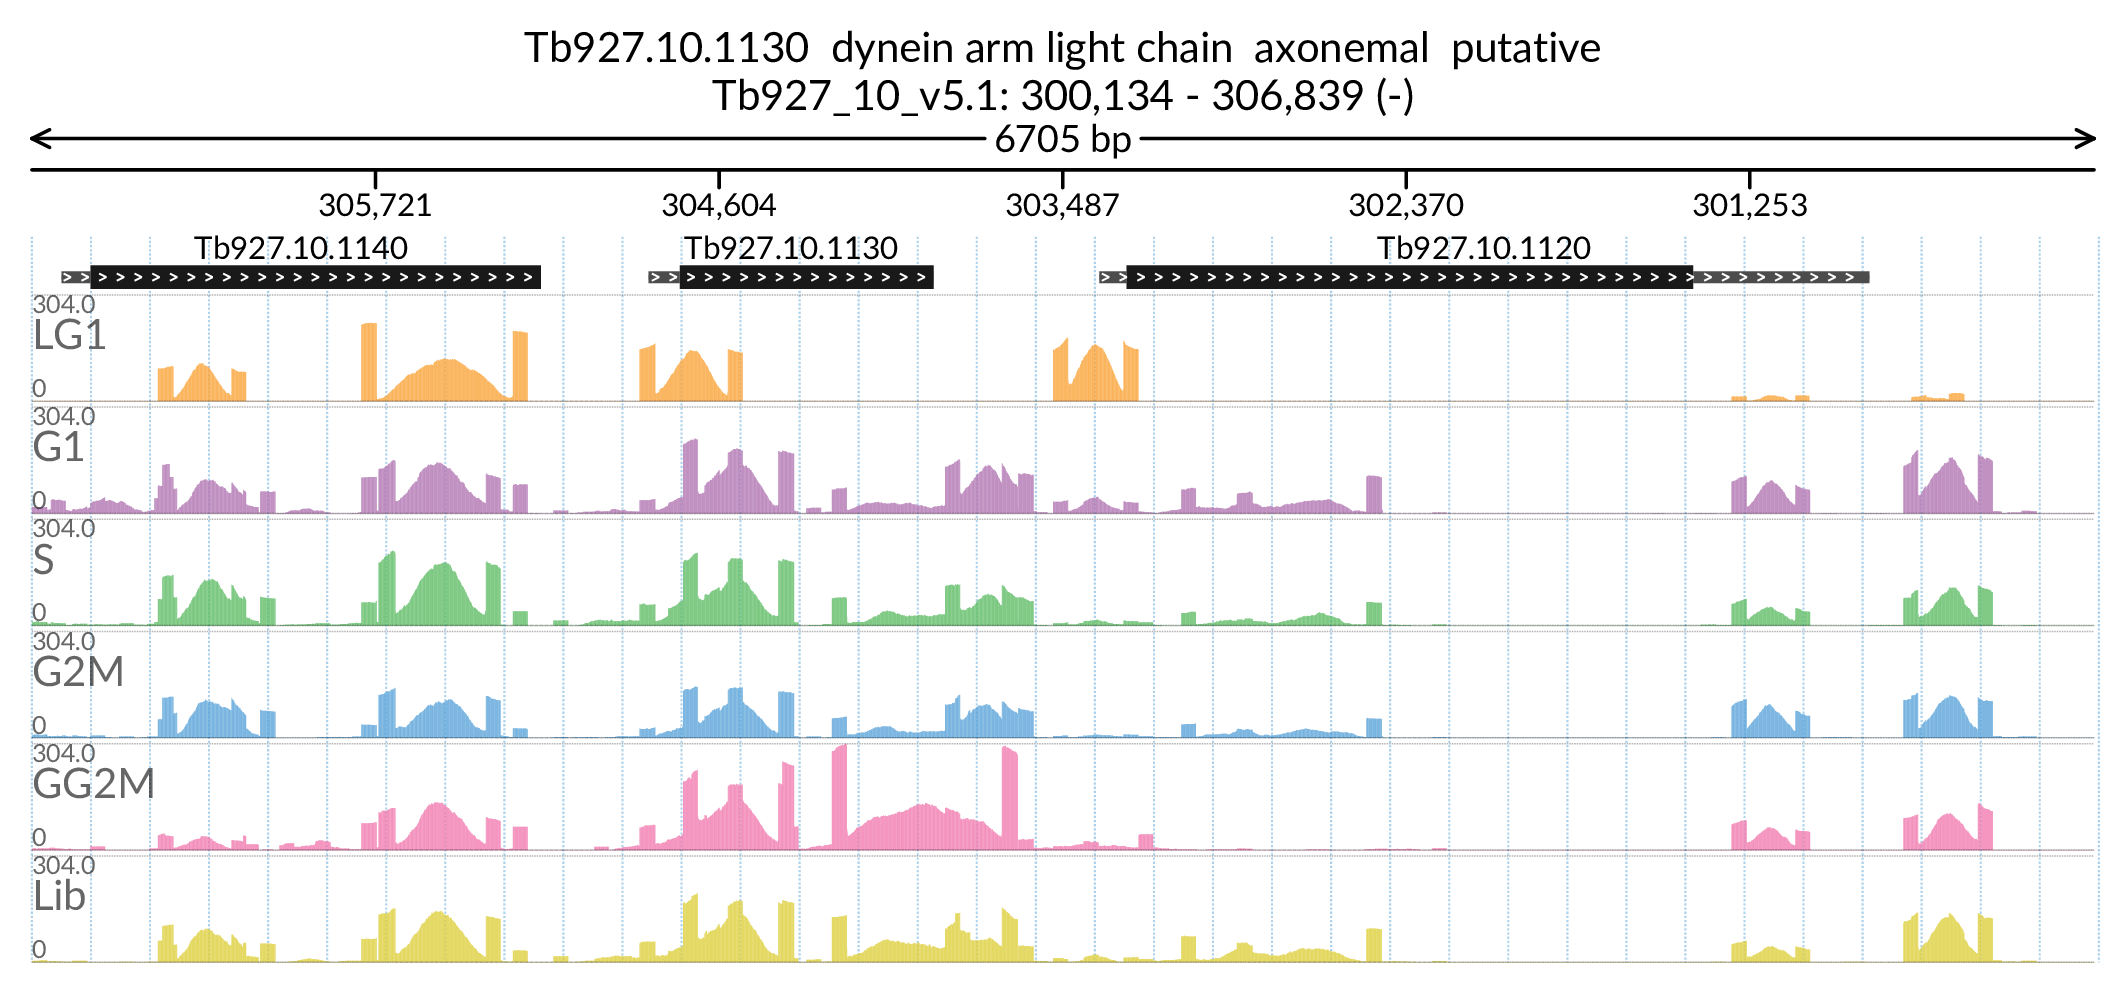 Tb927.10.1130 dynein arm light chain axonemal putative
Tb927_10_v5.1: 300,134 - 306,839 (-)
6705 bp
305,721 304,604 303,487 302,370 301,253
Tb927.10.1140 Tb927.10.1130 Tb927.10.1120
304.0
LG1
0
304.0
G1
0
304.0
S
0
304.0
G2M
0
304.0
GG2M
0
304.0
Lib
0